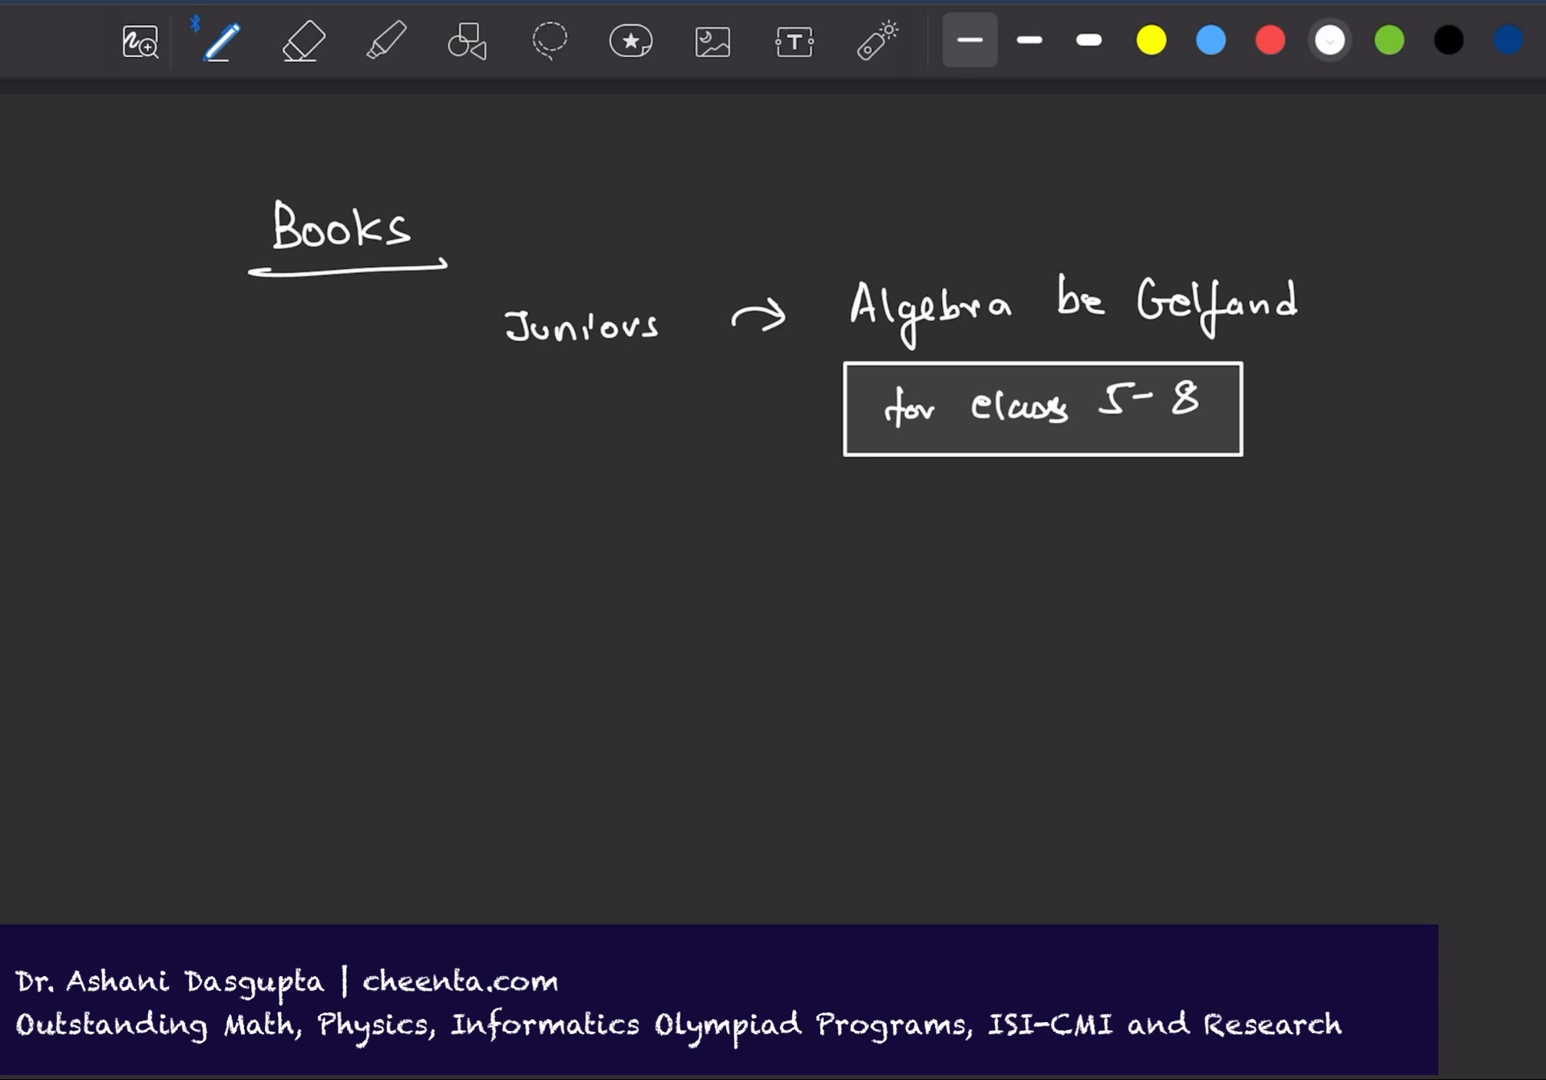 Books
Juniors → Algebra be Gelfand
for class 5-8
Dr. Ashani Dasgupta | cheenta.com
Outstanding Math, Physics, Informatics Olympiad Programs, ISI-CMI and Research